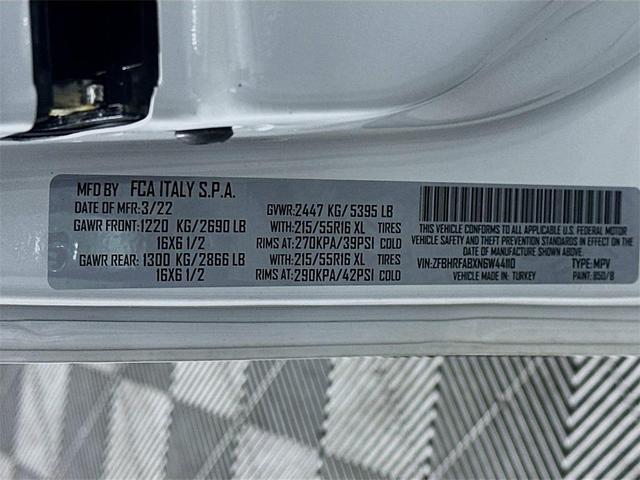 MFD BY FCA ITALY S.P.A.
DATE OF MFR: 3/22 GVWR: 2447 KG/5395 LB
GAWR FRONT: 1220 KG/2690 LB WITH: 215/55R16 XL TIRES
16X6 1/2 RIMS AT: 270KPA/39PSI COLD
GAWR REAR: 1300 KG/2866 LB WITH: 215/55R16 XL TIRES
16X6 1/2 RIMS AT: 290KPA/42PSI COLD
THIS VEHICLE CONFORMS TO ALL APPLICABLE U.S. FEDERAL MOTOR
VEHICLE SAFETY STANDARDS IN EFFECT ON THE
DATE OF MANUFACTURE SHOWN ABOVE.
VIN: ZFBHRFABXN6W44110 TYPE: MPV
VEHICLE MADE IN: TURKEY PAINT: 850/B